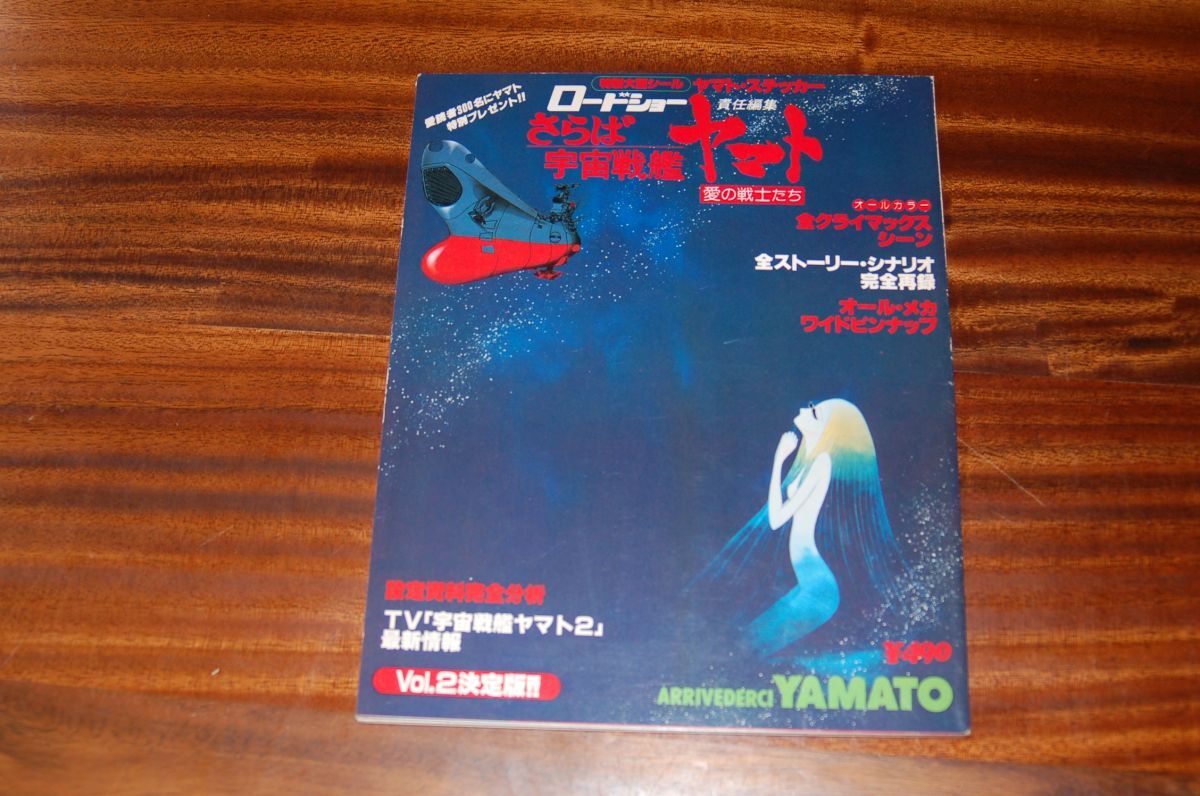 特別大型シール ヤマト・ステッカー
愛読者300名にヤマト
特別プレゼント!!
ロードショー 責任編集
さらば
宇宙戦艦
ヤマト
愛の戦士たち
オールカラー
全クライマックス
シーン
全ストーリー・シナリオ
完全再録
オール・メカ
ワイドピンナップ
設定資料完全分析
TV「宇宙戦艦ヤマト2」
最新情報
¥490
Vol.2決定版!!
ARRIVEDERCI YAMATO